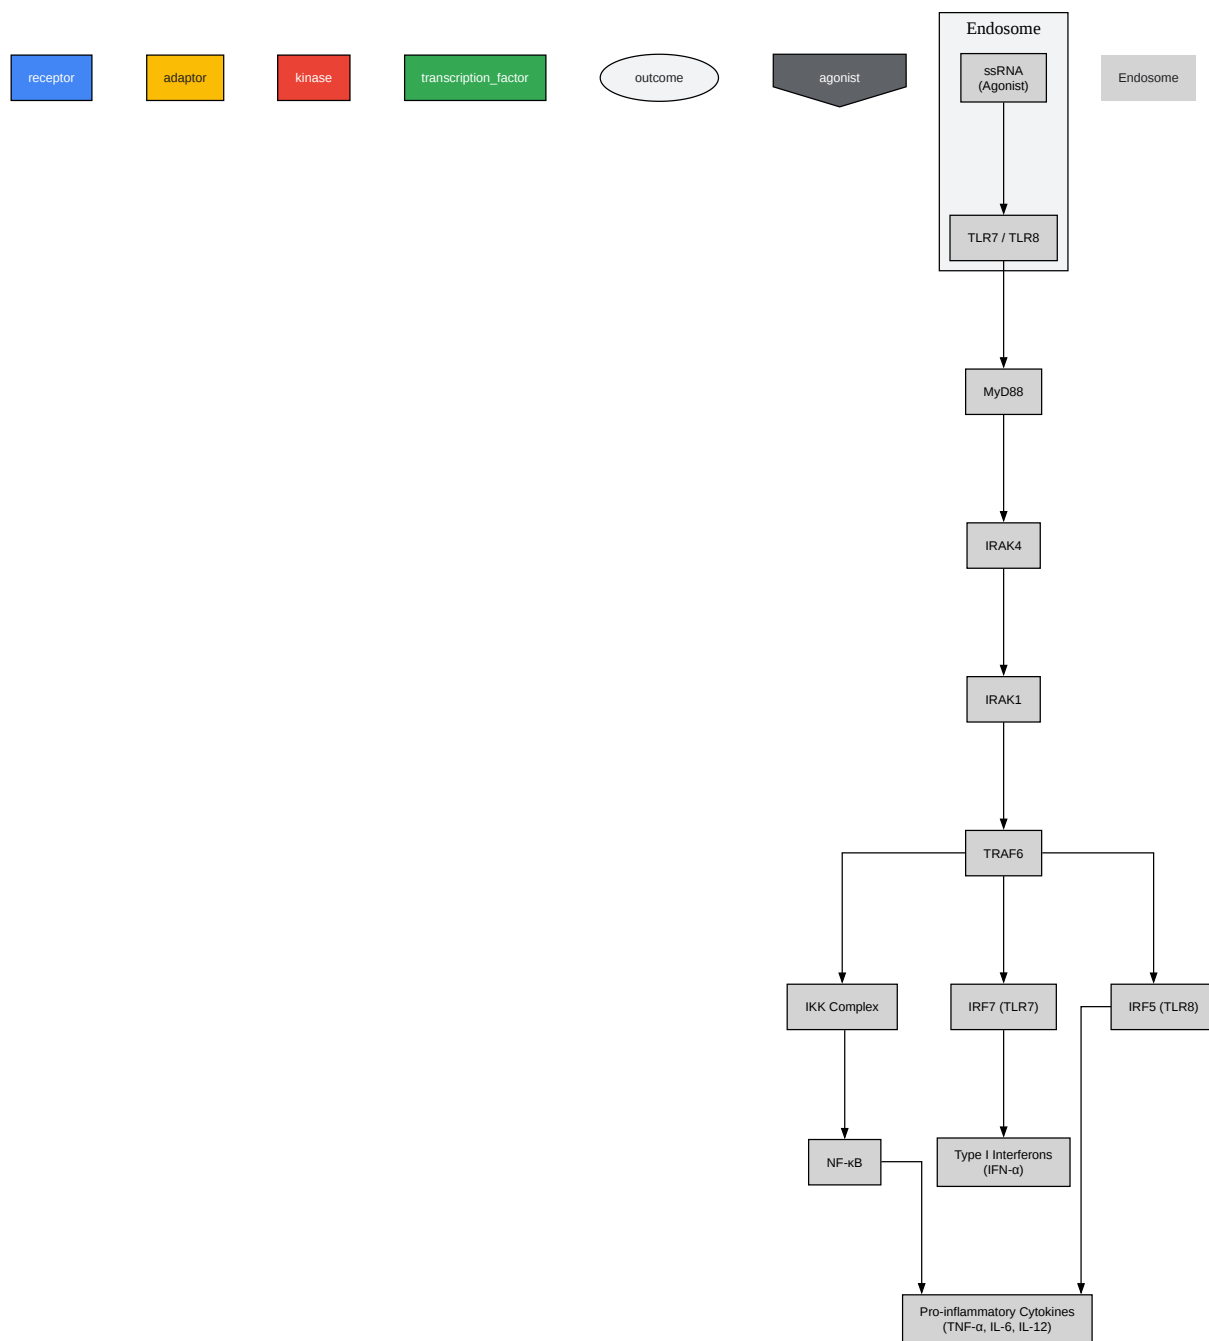 Endosome
receptor
adaptor
kinase
transcription_factor
outcome
agonist
ssRNA
(Agonist)
Endosome
TLR7 / TLR8
MyD88
IRAK4
IRAK1
TRAF6
IKK Complex
IRF7 (TLR7)
IRF5 (TLR8)
NF-κB
Type I Interferons
(IFN-α)
Pro-inflammatory Cytokines
(TNF-α, IL-6, IL-12)